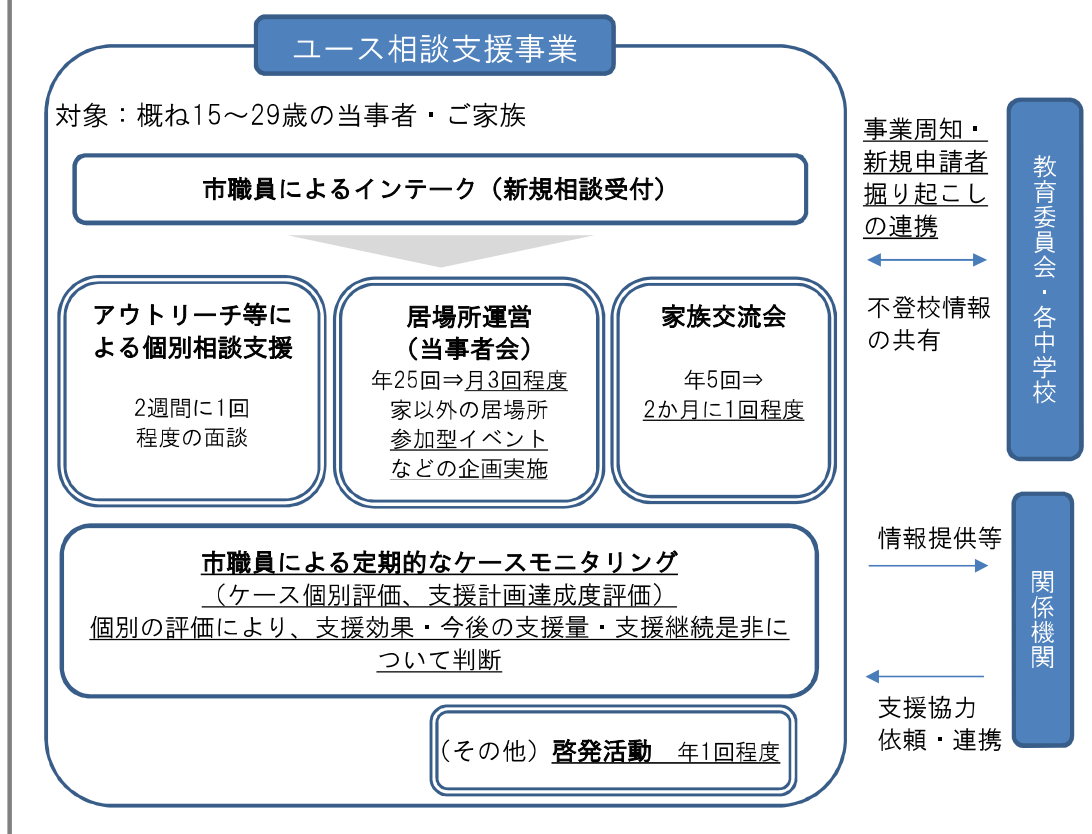 ユース相談支援事業
対象：概ね15～29歳の当事者・ご家族
市職員によるインテーク（新規相談受付）
アウトリーチ等に
よる個別相談支援
2週間に1回
程度の面談
居場所運営
（当事者会）
年25回⇒月3回程度
家以外の居場所
参加型イベント
などの企画実施
家族交流会
年5回⇒
2か月に1回程度
市職員による定期的なケースモニタリング
（ケース個別評価、支援計画達成度評価）
個別の評価により、支援効果・今後の支援量・支援継続是非に
ついて判断
（その他）啓発活動　年1回程度
事業周知・
新規申請者
掘り起こし
の連携
不登校情報
の共有
教育委員会・各中学校
情報提供等
支援協力
依頼・連携
関係機関